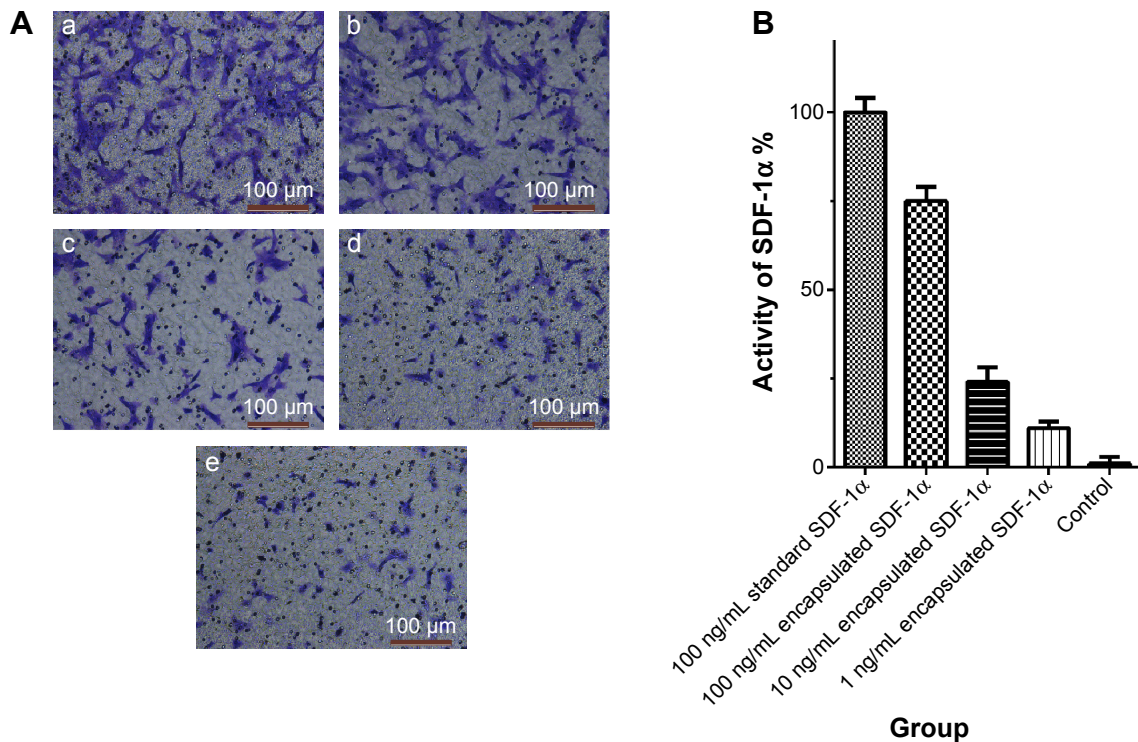 A
a
100 µm
b
100 µm
c
100 µm
d
100 µm
e
100 µm
B
Activity of SDF-1α %
100
50
0
100 ng/mL standard SDF-1α
100 ng/mL encapsulated SDF-1α
10 ng/mL encapsulated SDF-1α
1 ng/mL encapsulated SDF-1α
Control
Group